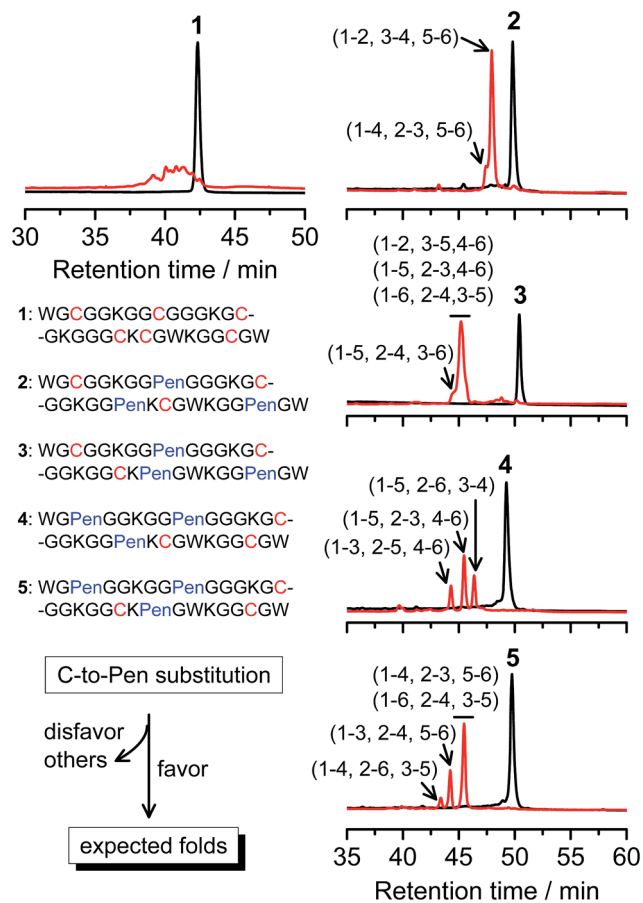 1
30 35 40 45 50
Retention time / min
1: WGCGGKGGCGGGKGC-
-GKGGGCKCGWKGGCGW
2: WGCGGKGGPenGGGKGC-
-GGKGGPenKCGWKGGPenGW
3: WGCGGKGGPenGGGKGC-
-GGKGGCKPenGWKGGPenGW
4: WGPenGGKGGPenGGGKGC-
-GGKGGPenKCGWKGGCGW
5: WGPenGGKGGPenGGGKGC-
-GGKGGCKPenGWKGGCGW
C-to-Pen substitution
disfavor
others
favor
expected folds
2
(1-2, 3-4, 5-6)
(1-4, 2-3, 5-6)
(1-2, 3-5,4-6)
(1-5, 2-3,4-6)
(1-6, 2-4,3-5)
3
(1-5, 2-4, 3-6)
4
(1-5, 2-6, 3-4)
(1-5, 2-3, 4-6)
(1-3, 2-5, 4-6)
5
(1-4, 2-3, 5-6)
(1-6, 2-4, 3-5)
(1-3, 2-4, 5-6)
(1-4, 2-6, 3-5)
35 40 45 50 55 60
Retention time / min